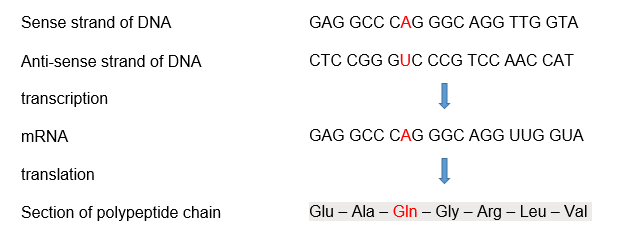 Sense strand of DNA GAG GCC CAG GGC AGG TTG GTA
Anti-sense strand of DNA CTC CGG GUC CCG TCC AAC CAT
transcription
mRNA GAG GCC CAG GGC AGG UUG GUA
translation
Section of polypeptide chain Glu – Ala – Gln – Gly – Arg – Leu – Val